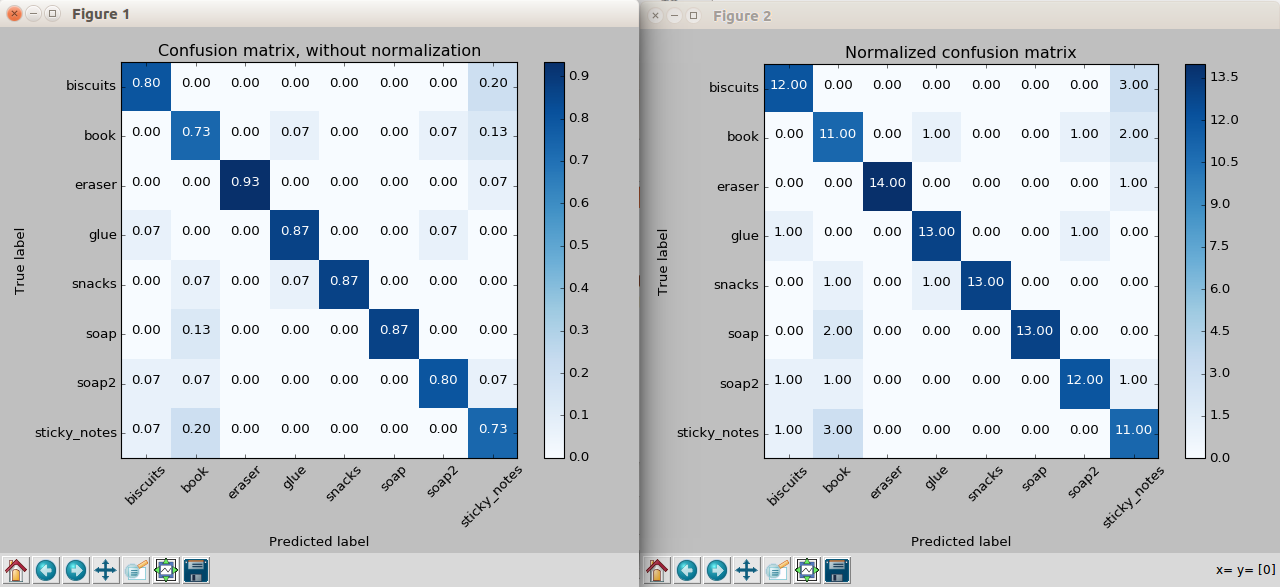 Figure 1
Confusion matrix, without normalization
True label
biscuits 0.80 0.00 0.00 0.00 0.00 0.00 0.00 0.20
book 0.00 0.73 0.00 0.07 0.00 0.00 0.07 0.13
eraser 0.00 0.00 0.93 0.00 0.00 0.00 0.00 0.07
glue 0.07 0.00 0.00 0.87 0.00 0.00 0.07 0.00
snacks 0.00 0.07 0.00 0.07 0.87 0.00 0.00 0.00
soap 0.00 0.13 0.00 0.00 0.00 0.87 0.00 0.00
soap2 0.07 0.07 0.00 0.00 0.00 0.00 0.80 0.07
sticky_notes 0.07 0.20 0.00 0.00 0.00 0.00 0.00 0.73
biscuits book eraser glue snacks soap soap2 sticky_notes
Predicted label
0.9
0.8
0.7
0.6
0.5
0.4
0.3
0.2
0.1
0.0
Figure 2
Normalized confusion matrix
True label
biscuits 12.00 0.00 0.00 0.00 0.00 0.00 0.00 3.00
book 0.00 11.00 0.00 1.00 0.00 0.00 1.00 2.00
eraser 0.00 0.00 14.00 0.00 0.00 0.00 0.00 1.00
glue 1.00 0.00 0.00 13.00 0.00 0.00 1.00 0.00
snacks 0.00 1.00 0.00 1.00 13.00 0.00 0.00 0.00
soap 0.00 2.00 0.00 0.00 0.00 13.00 0.00 0.00
soap2 1.00 1.00 0.00 0.00 0.00 0.00 12.00 1.00
sticky_notes 1.00 3.00 0.00 0.00 0.00 0.00 0.00 11.00
biscuits book eraser glue snacks soap soap2 sticky_notes
Predicted label
13.5
12.0
10.5
9.0
7.5
6.0
4.5
3.0
1.5
0.0
x= y= [0]